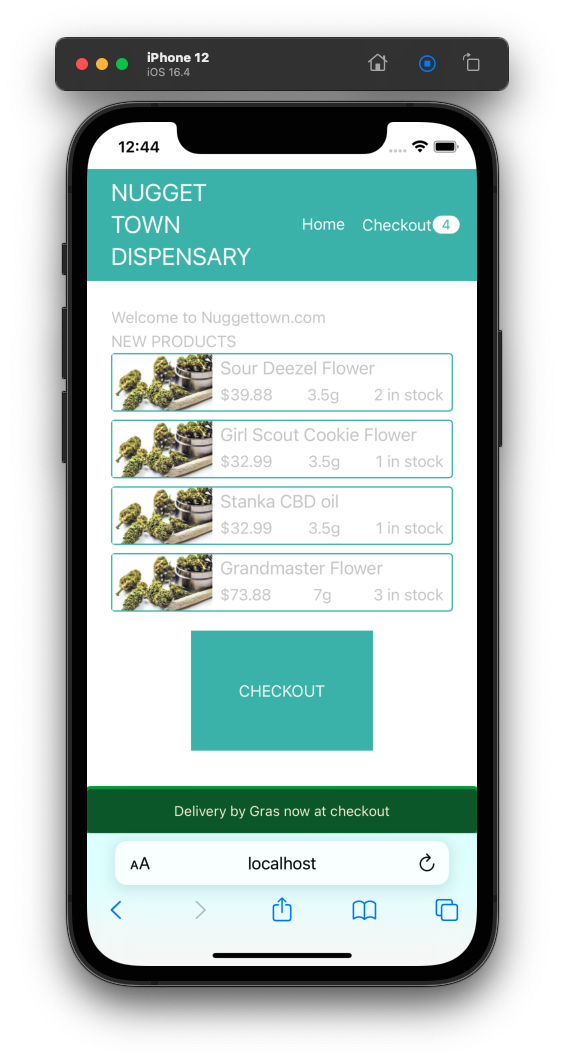 iPhone 12
iOS 16.4
12:44
NUGGET
TOWN
DISPENSARY
Home Checkout 4
Welcome to Nuggettown.com
NEW PRODUCTS
Sour Deezel Flower
$39.88 3.5g 2 in stock
Girl Scout Cookie Flower
$32.99 3.5g 1 in stock
Stanka CBD oil
$32.99 3.5g 1 in stock
Grandmaster Flower
$73.88 7g 3 in stock
CHECKOUT
Delivery by Gras now at checkout
AA localhost